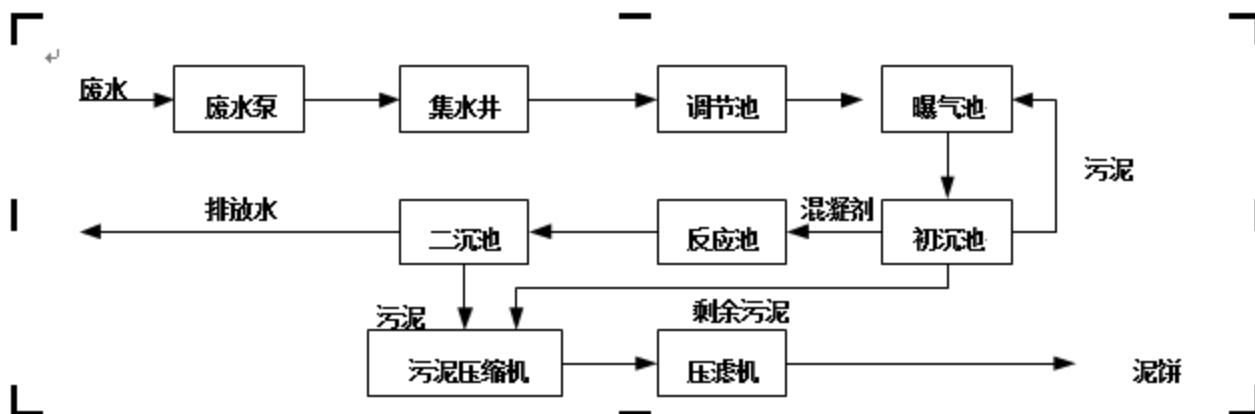 废水
废水泵
集水井
调节池
曝气池
污泥
排放水
二沉池
反应池
混凝剂
初沉池
污泥
剩余污泥
污泥压缩机
压滤机
泥饼